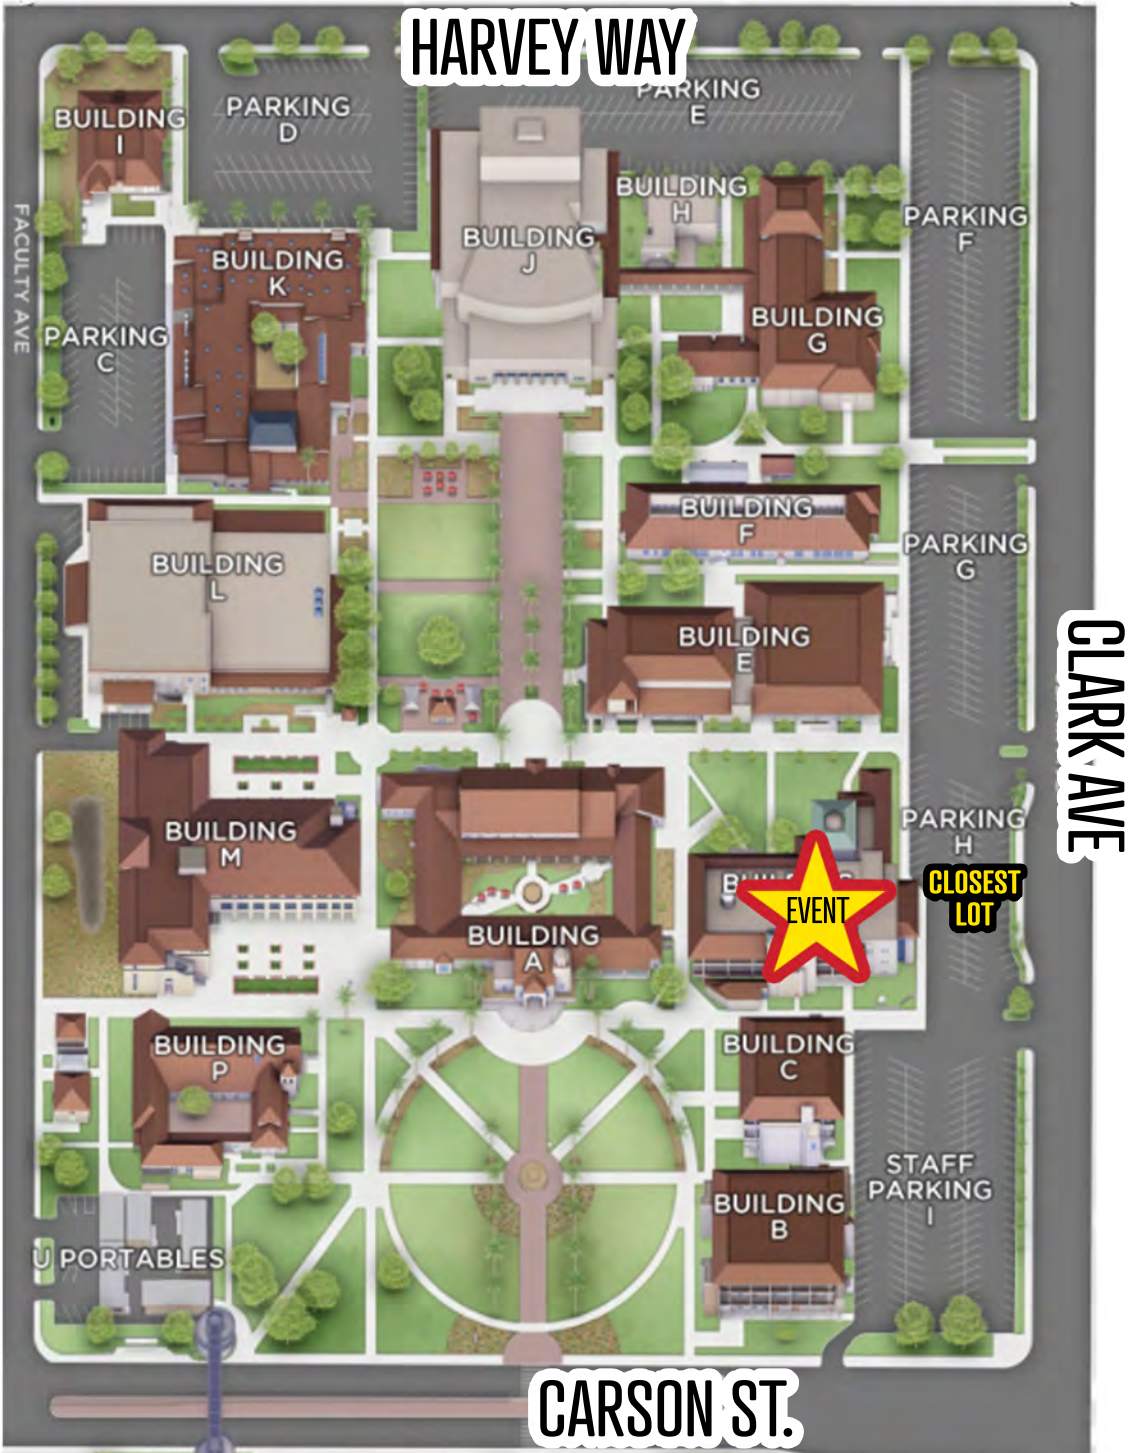 HARVEY WAY
BUILDING
I
PARKING
D
PARKING
E
BUILDING
H
PARKING
F
FACULTY AVE
BUILDING
J
BUILDING
K
PARKING
C
BUILDING
G
BUILDING
F
PARKING
G
BUILDING
L
BUILDING
E
CLARK AVE
BUILDING
M
PARKING
H
CLOSEST
LOT
EVENT
BUILDING
A
BUILDING
P
BUILDING
C
STAFF
PARKING
I
BUILDING
B
U PORTABLES
CARSON ST.